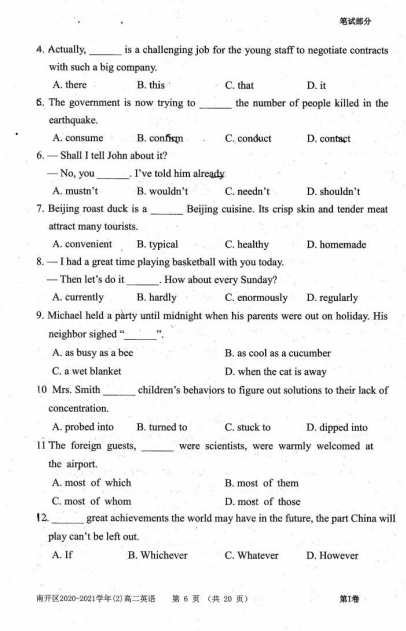 笔试部分
4. Actually, ______ is a challenging job for the young staff to negotiate contracts
with such a big company.
A. there B. this C. that D. it
5. The government is now trying to ______ the number of people killed in the
earthquake.
A. consume B. confirm C. conduct D. contact
6. — Shall I tell John about it?
— No, you ______. I've told him already.
A. mustn't B. wouldn't C. needn't D. shouldn't
7. Beijing roast duck is a ______ Beijing cuisine. Its crisp skin and tender meat
attract many tourists.
A. convenient B. typical C. healthy D. homemade
8. — I had a great time playing basketball with you today.
— Then let's do it ______. How about every Sunday?
A. currently B. hardly C. enormously D. regularly
9. Michael held a party until midnight when his parents were out on holiday. His
neighbor sighed “______”.
A. as busy as a bee B. as cool as a cucumber
C. a wet blanket D. when the cat is away
10 Mrs. Smith ______ children's behaviors to figure out solutions to their lack of
concentration.
A. probed into B. turned to C. stuck to D. dipped into
11 The foreign guests, ______ were scientists, were warmly welcomed at
the airport.
A. most of which B. most of them
C. most of whom D. most of those
12. ______ great achievements the world may have in the future, the part China will
play can't be left out.
A. If B. Whichever C. Whatever D. However
南开区2020-2021学年(2)高二英语 第 6 页 (共 20 页) 第Ⅰ卷